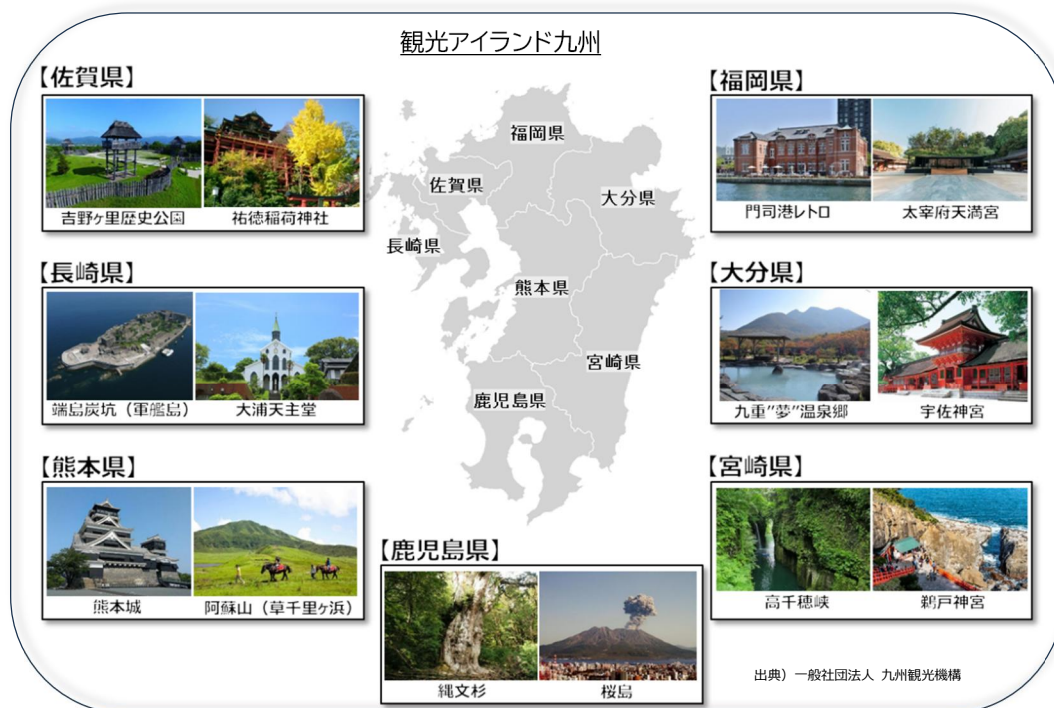 観光アイランド九州
【佐賀県】
吉野ヶ里歴史公園
祐徳稲荷神社
【長崎県】
端島炭坑（軍艦島）
大浦天主堂
【熊本県】
熊本城
阿蘇山（草千里ヶ浜）
福岡県
佐賀県
大分県
長崎県
熊本県
宮崎県
鹿児島県
【鹿児島県】
縄文杉
桜島
【福岡県】
門司港レトロ
太宰府天満宮
【大分県】
九重”夢”温泉郷
宇佐神宮
【宮崎県】
高千穂峡
鵜戸神宮
出典）一般社団法人 九州観光機構